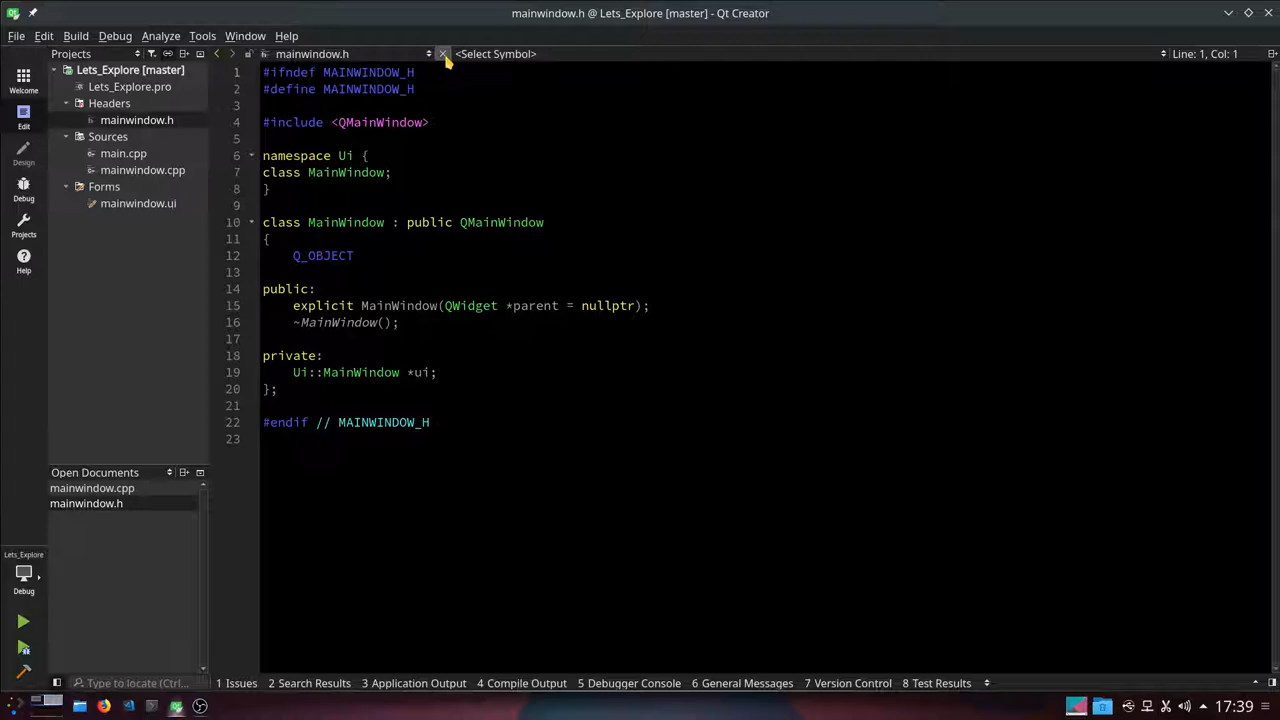 mainwindow.h @ Lets_Explore [master] - Qt Creator
File Edit Build Debug Analyze Tools Window Help
Projects mainwindow.h <Select Symbol> Line: 1, Col: 1
Welcome
Edit
Design
Debug
Projects
Help
Lets_Explore [master]
Lets_Explore.pro
Headers
mainwindow.h
Sources
main.cpp
mainwindow.cpp
Forms
mainwindow.ui
1 #ifndef MAINWINDOW_H
2 #define MAINWINDOW_H
3
4 #include <QMainWindow>
5
6 namespace Ui {
7 class MainWindow;
8 }
9
10 class MainWindow : public QMainWindow
11 {
12 Q_OBJECT
13
14 public:
15 explicit MainWindow(QWidget *parent = nullptr);
16 ~MainWindow();
17
18 private:
19 Ui::MainWindow *ui;
20 };
21
22 #endif // MAINWINDOW_H
23
Open Documents
mainwindow.cpp
mainwindow.h
Lets_Explore
Debug
Type to locate (Ctrl+... 1 Issues 2 Search Results 3 Application Output 4 Compile Output 5 Debugger Console 6 General Messages 7 Version Control 8 Test Results
17:39